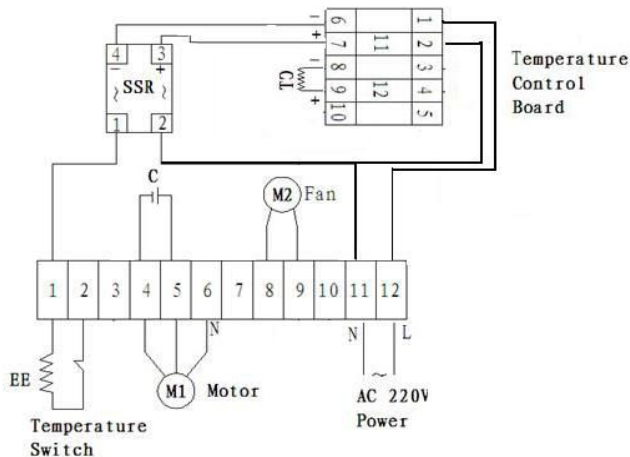 - 6 1
+ 7 11 2
- 8 3
CT
+ 9 12 4
10 5
Temperature
Control
Board
4 3
- +
~ SSR ~
1 2
C
M2 Fan
1 2 3 4 5 6 7 8 9 10 11 12
N N L
EE
M1 Motor
~
AC 220V
Power
Temperature
Switch